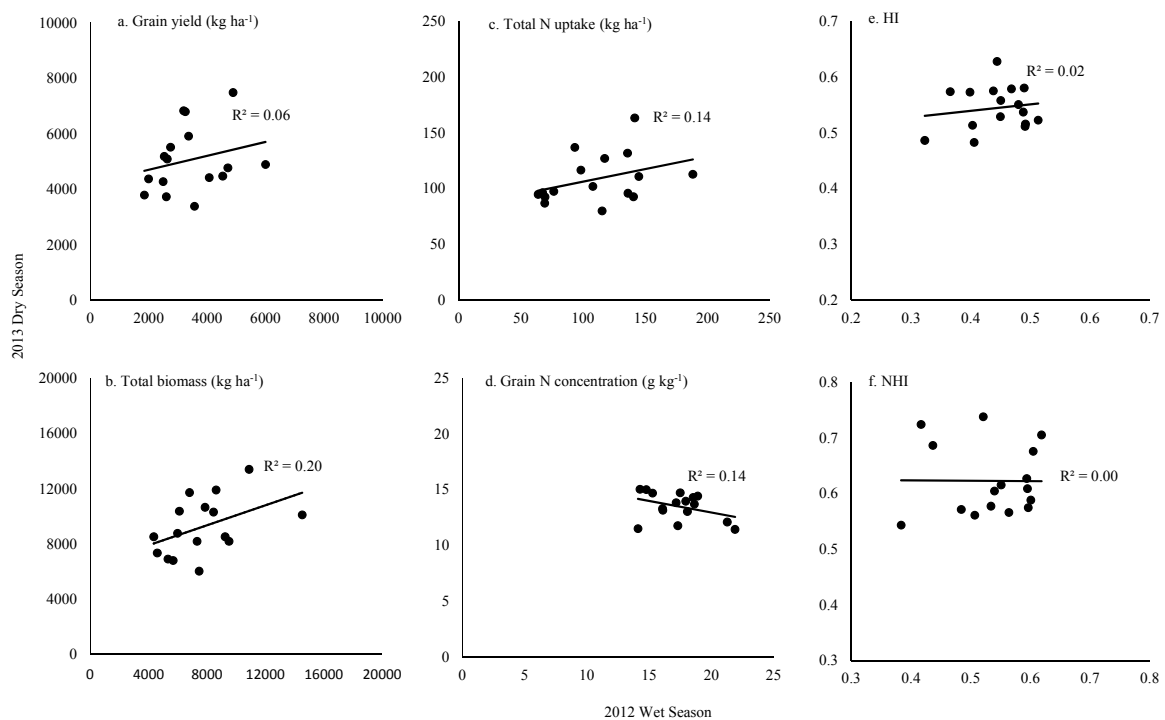 a. Grain yield (kg ha⁻¹)
10000
8000
6000
4000
2000
0
R² = 0.06
0 2000 4000 6000 8000 10000
c. Total N uptake (kg ha⁻¹)
250
200
150
100
50
0
R² = 0.14
0 50 100 150 200 250
e. HI
0.7
0.6
0.5
0.4
0.3
0.2
R² = 0.02
0.2 0.3 0.4 0.5 0.6 0.7
2013 Dry Season
b. Total biomass (kg ha⁻¹)
20000
16000
12000
8000
4000
0
R² = 0.20
0 4000 8000 12000 16000 20000
d. Grain N concentration (g kg⁻¹)
25
20
15
10
5
0
R² = 0.14
0 5 10 15 20 25
f. NHI
0.8
0.7
0.6
0.5
0.4
0.3
R² = 0.00
0.3 0.4 0.5 0.6 0.7 0.8
2012 Wet Season